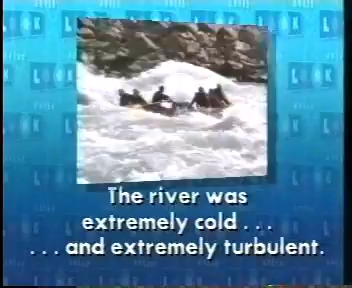 The river was
extremely cold . . .
. . . and extremely turbulent.